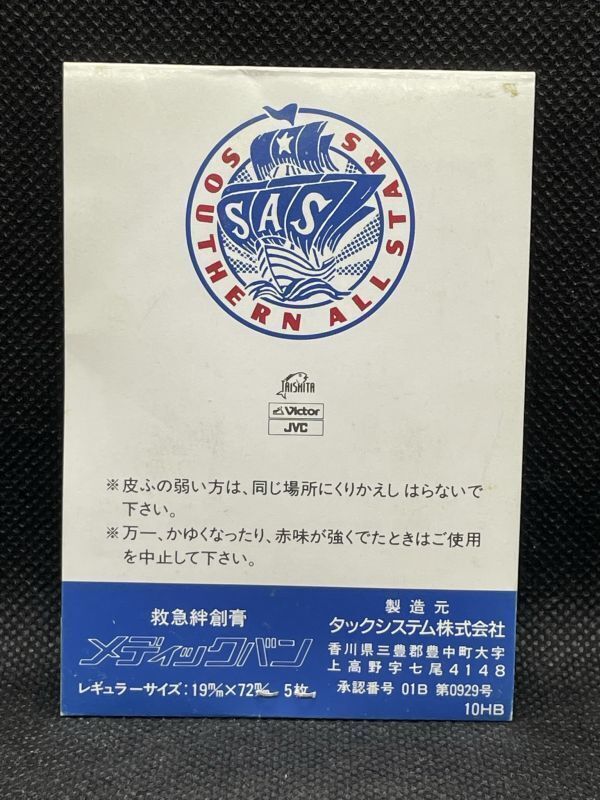 SOUTHERN ALL STARS
SAS
TAISHITA
Victor
JVC
※皮ふの弱い方は、同じ場所にくりかえし はらないで
下さい。
※万一、かゆくなったり、赤味が強くでたときはご使用
を中止して下さい。
救急絆創膏
メディックバン
レギュラーサイズ:19m/m×72m/m 5枚
製造元
タックシステム株式会社
香川県三豊郡豊中町大字
上高野字七尾4148
承認番号 01B 第0929号
10HB